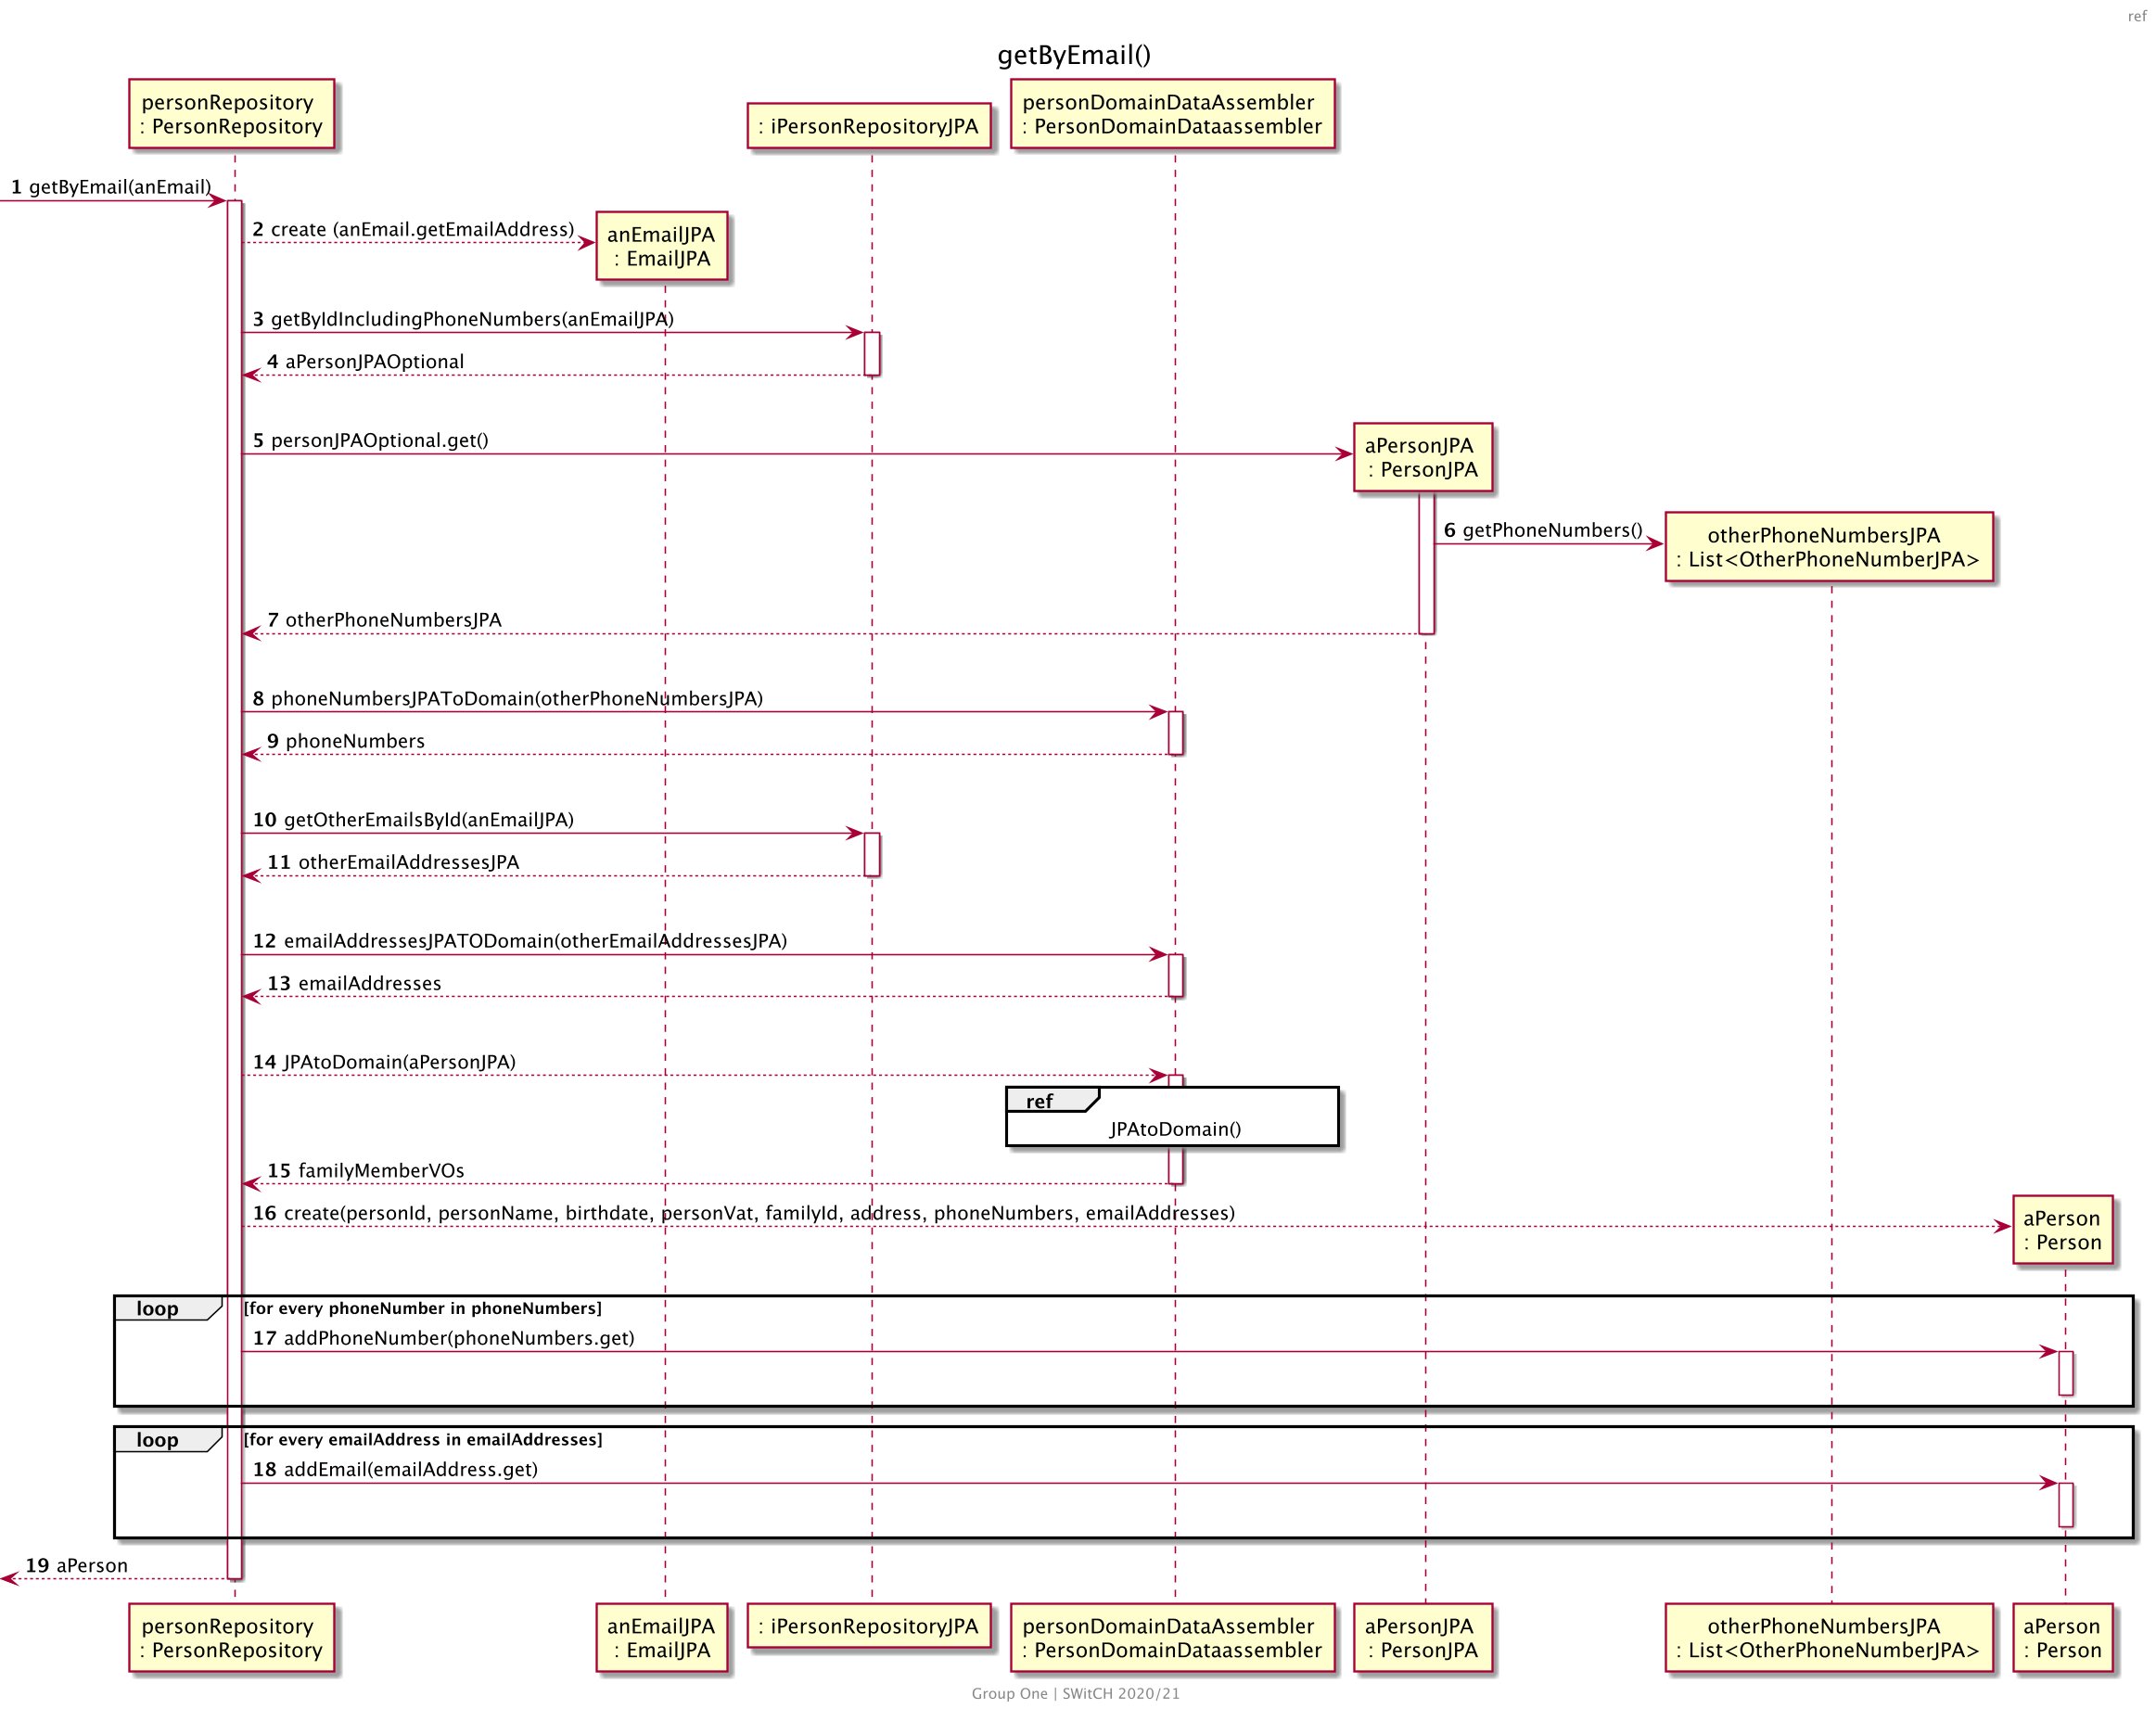 ref
getByEmail()
personRepository
: PersonRepository
: iPersonRepositoryJPA
personDomainDataAssembler
: PersonDomainDataassembler
1 getByEmail(anEmail)
2 create (anEmail.getEmailAddress)
anEmailJPA
: EmailJPA
3 getByIdIncludingPhoneNumbers(anEmailJPA)
4 aPersonJPAOptional
5 personJPAOptional.get()
aPersonJPA
: PersonJPA
6 getPhoneNumbers()
otherPhoneNumbersJPA
: List<OtherPhoneNumberJPA>
7 otherPhoneNumbersJPA
8 phoneNumbersJPAToDomain(otherPhoneNumbersJPA)
9 phoneNumbers
10 getOtherEmailsById(anEmailJPA)
11 otherEmailAddressesJPA
12 emailAddressesJPATODomain(otherEmailAddressesJPA)
13 emailAddresses
14 JPAtoDomain(aPersonJPA)
ref
JPAtoDomain()
15 familyMemberVOs
16 create(personId, personName, birthdate, personVat, familyId, address, phoneNumbers, emailAddresses)
aPerson
: Person
loop [for every phoneNumber in phoneNumbers]
17 addPhoneNumber(phoneNumbers.get)
loop [for every emailAddress in emailAddresses]
18 addEmail(emailAddress.get)
19 aPerson
personRepository
: PersonRepository
anEmailJPA
: EmailJPA
: iPersonRepositoryJPA
personDomainDataAssembler
: PersonDomainDataassembler
aPersonJPA
: PersonJPA
otherPhoneNumbersJPA
: List<OtherPhoneNumberJPA>
aPerson
: Person
Group One | SWitCH 2020/21